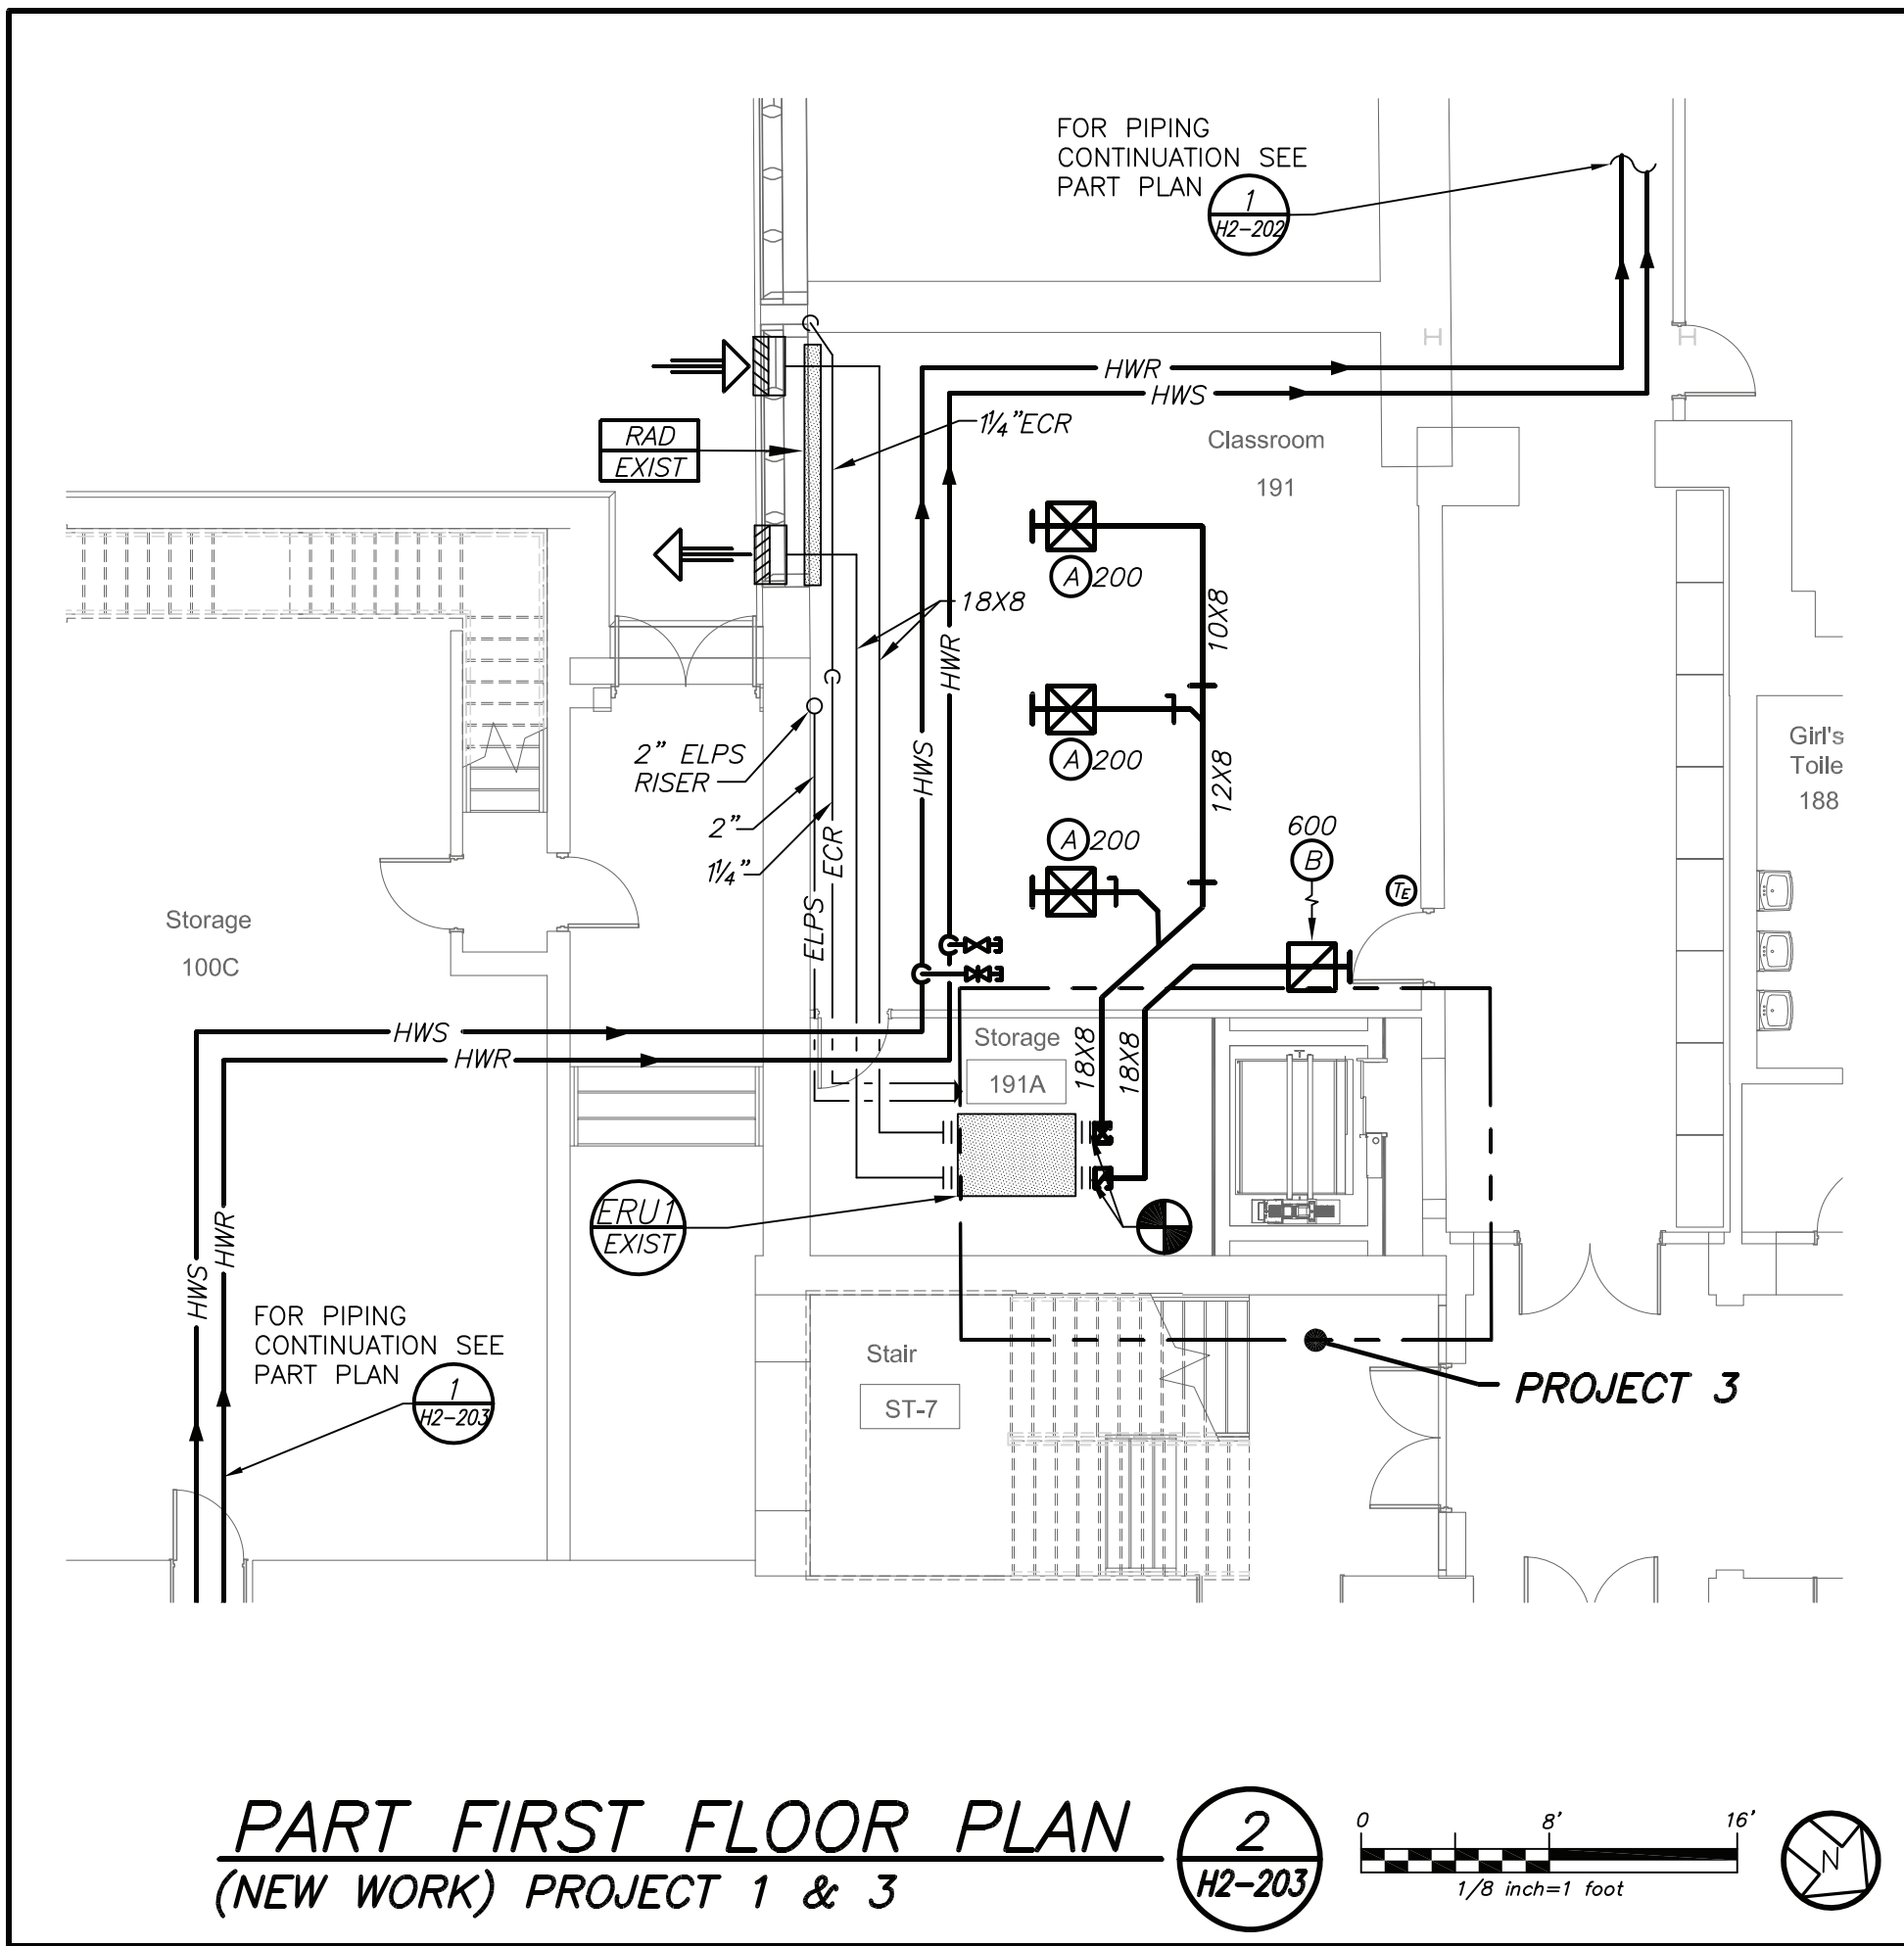 FOR PIPING
CONTINUATION SEE
PART PLAN
1
H2-202
H
H
HWR
HWS
RAD
EXIST
1¼" ECR
Classroom
191
A 200
18X8
10X8
HWR
2" ELPS
RISER
HWS
A 200
12X8
Girl's
Toile
188
2"
1¼"
ECR
A 200
600
B
TE
ELPS
Storage
100C
HWS
HWR
Storage
191A
18X8
18X8
ERU1
EXIST
HWS
HWR
FOR PIPING
CONTINUATION SEE
PART PLAN
1
H2-203
Stair
ST-7
PROJECT 3
PART FIRST FLOOR PLAN
(NEW WORK) PROJECT 1 & 3
2
H2-203
0 8' 16'
1/8 inch=1 foot
N